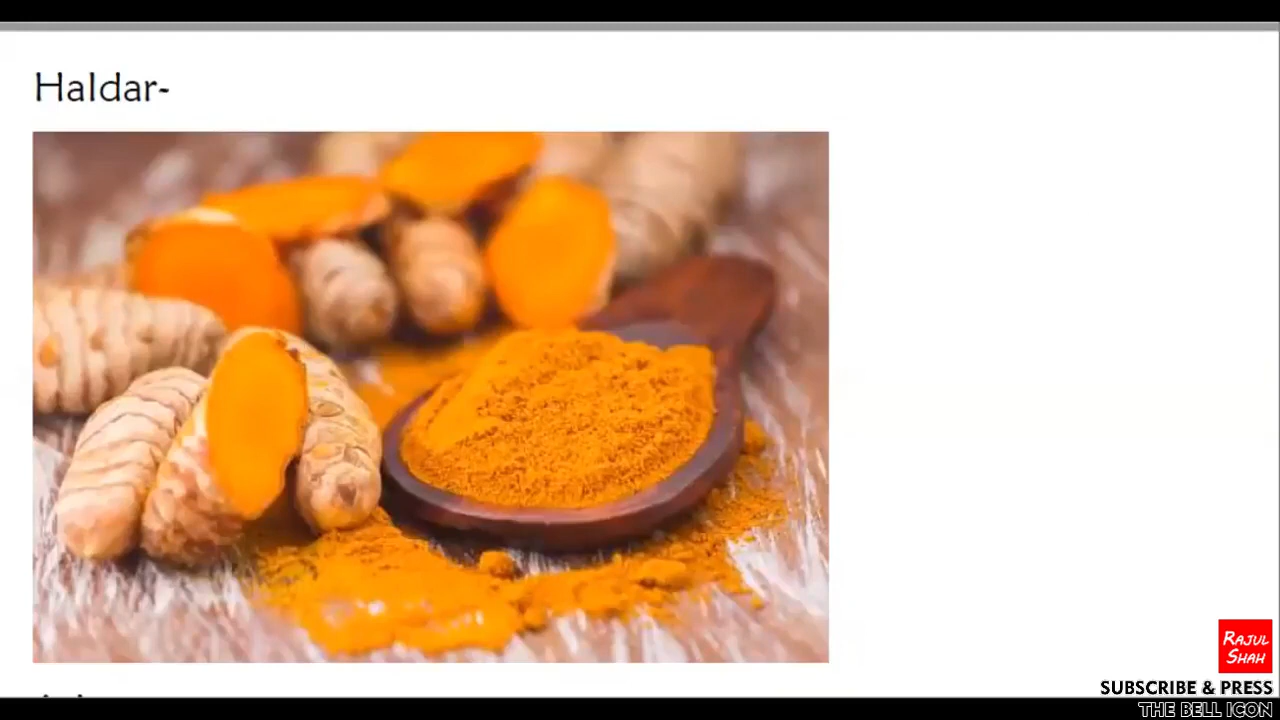 Haldar-
RAJUL
SHAH
SUBSCRIBE & PRESS
THE BELL ICON